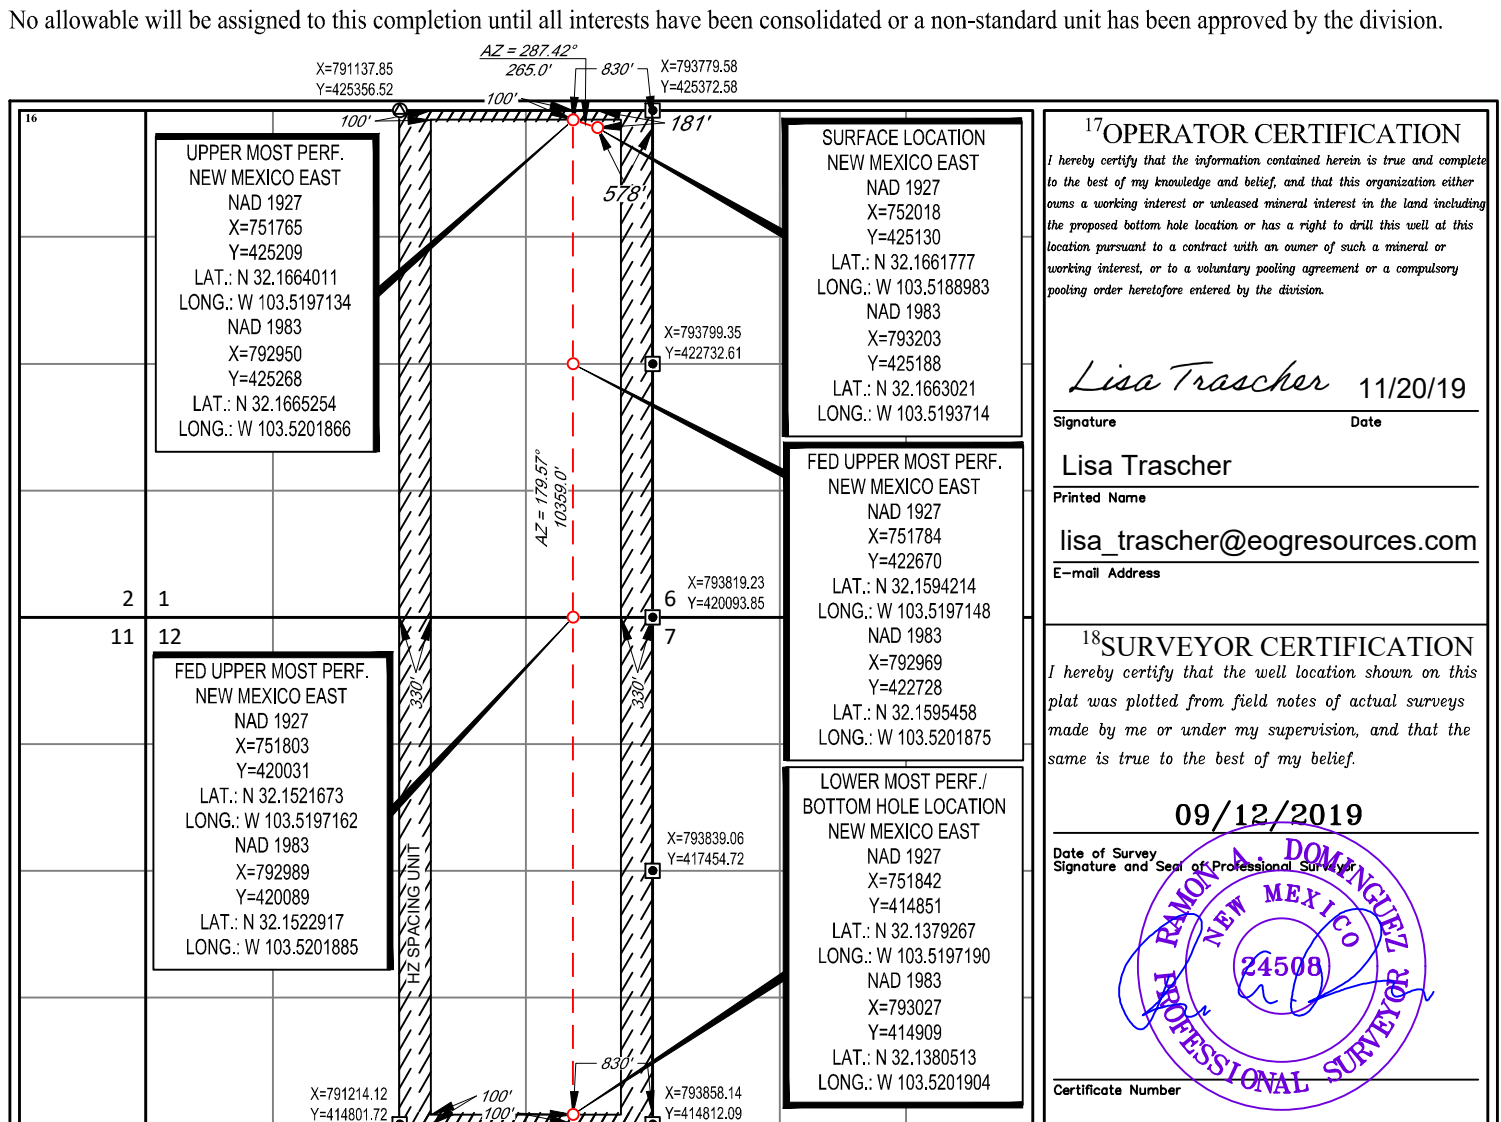 No allowable will be assigned to this completion until all interests have been consolidated or a non-standard unit has been approved by the division.
AZ = 287.42°
265.0'
830'
X=791137.85
Y=425356.52
X=793779.58
Y=425372.58
100'
100'
181'
578'
16
UPPER MOST PERF.
NEW MEXICO EAST
NAD 1927
X=751765
Y=425209
LAT.: N 32.1664011
LONG.: W 103.5197134
NAD 1983
X=792950
Y=425268
LAT.: N 32.1665254
LONG.: W 103.5201866
SURFACE LOCATION
NEW MEXICO EAST
NAD 1927
X=752018
Y=425130
LAT.: N 32.1661777
LONG.: W 103.5188983
NAD 1983
X=793203
Y=425188
LAT.: N 32.1663021
LONG.: W 103.5193714
X=793799.35
Y=422732.61
AZ = 179.57°
10359.0'
FED UPPER MOST PERF.
NEW MEXICO EAST
NAD 1927
X=751784
Y=422670
LAT.: N 32.1594214
LONG.: W 103.5197148
NAD 1983
X=792969
Y=422728
LAT.: N 32.1595458
LONG.: W 103.5201875
X=793819.23
Y=420093.85
2 1
11 12
6
7
330'
330'
FED UPPER MOST PERF.
NEW MEXICO EAST
NAD 1927
X=751803
Y=420031
LAT.: N 32.1521673
LONG.: W 103.5197162
NAD 1983
X=792989
Y=420089
LAT.: N 32.1522917
LONG.: W 103.5201885
HZ SPACING UNIT
X=793839.06
Y=417454.72
LOWER MOST PERF./
BOTTOM HOLE LOCATION
NEW MEXICO EAST
NAD 1927
X=751842
Y=414851
LAT.: N 32.1379267
LONG.: W 103.5197190
NAD 1983
X=793027
Y=414909
LAT.: N 32.1380513
LONG.: W 103.5201904
830'
X=791214.12
Y=414801.72
100'
100'
X=793858.14
Y=414812.09
17OPERATOR CERTIFICATION
I hereby certify that the information contained herein is true and complete
to the best of my knowledge and belief, and that this organization either
owns a working interest or unleased mineral interest in the land including
the proposed bottom hole location or has a right to drill this well at this
location pursuant to a contract with an owner of such a mineral or
working interest, or to a voluntary pooling agreement or a compulsory
pooling order heretofore entered by the division.
Lisa Trascher 11/20/19
Signature Date
Lisa Trascher
Printed Name
lisa_trascher@eogresources.com
E-mail Address
18SURVEYOR CERTIFICATION
I hereby certify that the well location shown on this
plat was plotted from field notes of actual surveys
made by me or under my supervision, and that the
same is true to the best of my belief.
09/12/2019
Date of Survey
Signature and Seal of Professional Surveyor
RAMON A. DOMINGUEZ
NEW MEXICO
24508
PROFESSIONAL SURVEYOR
Certificate Number